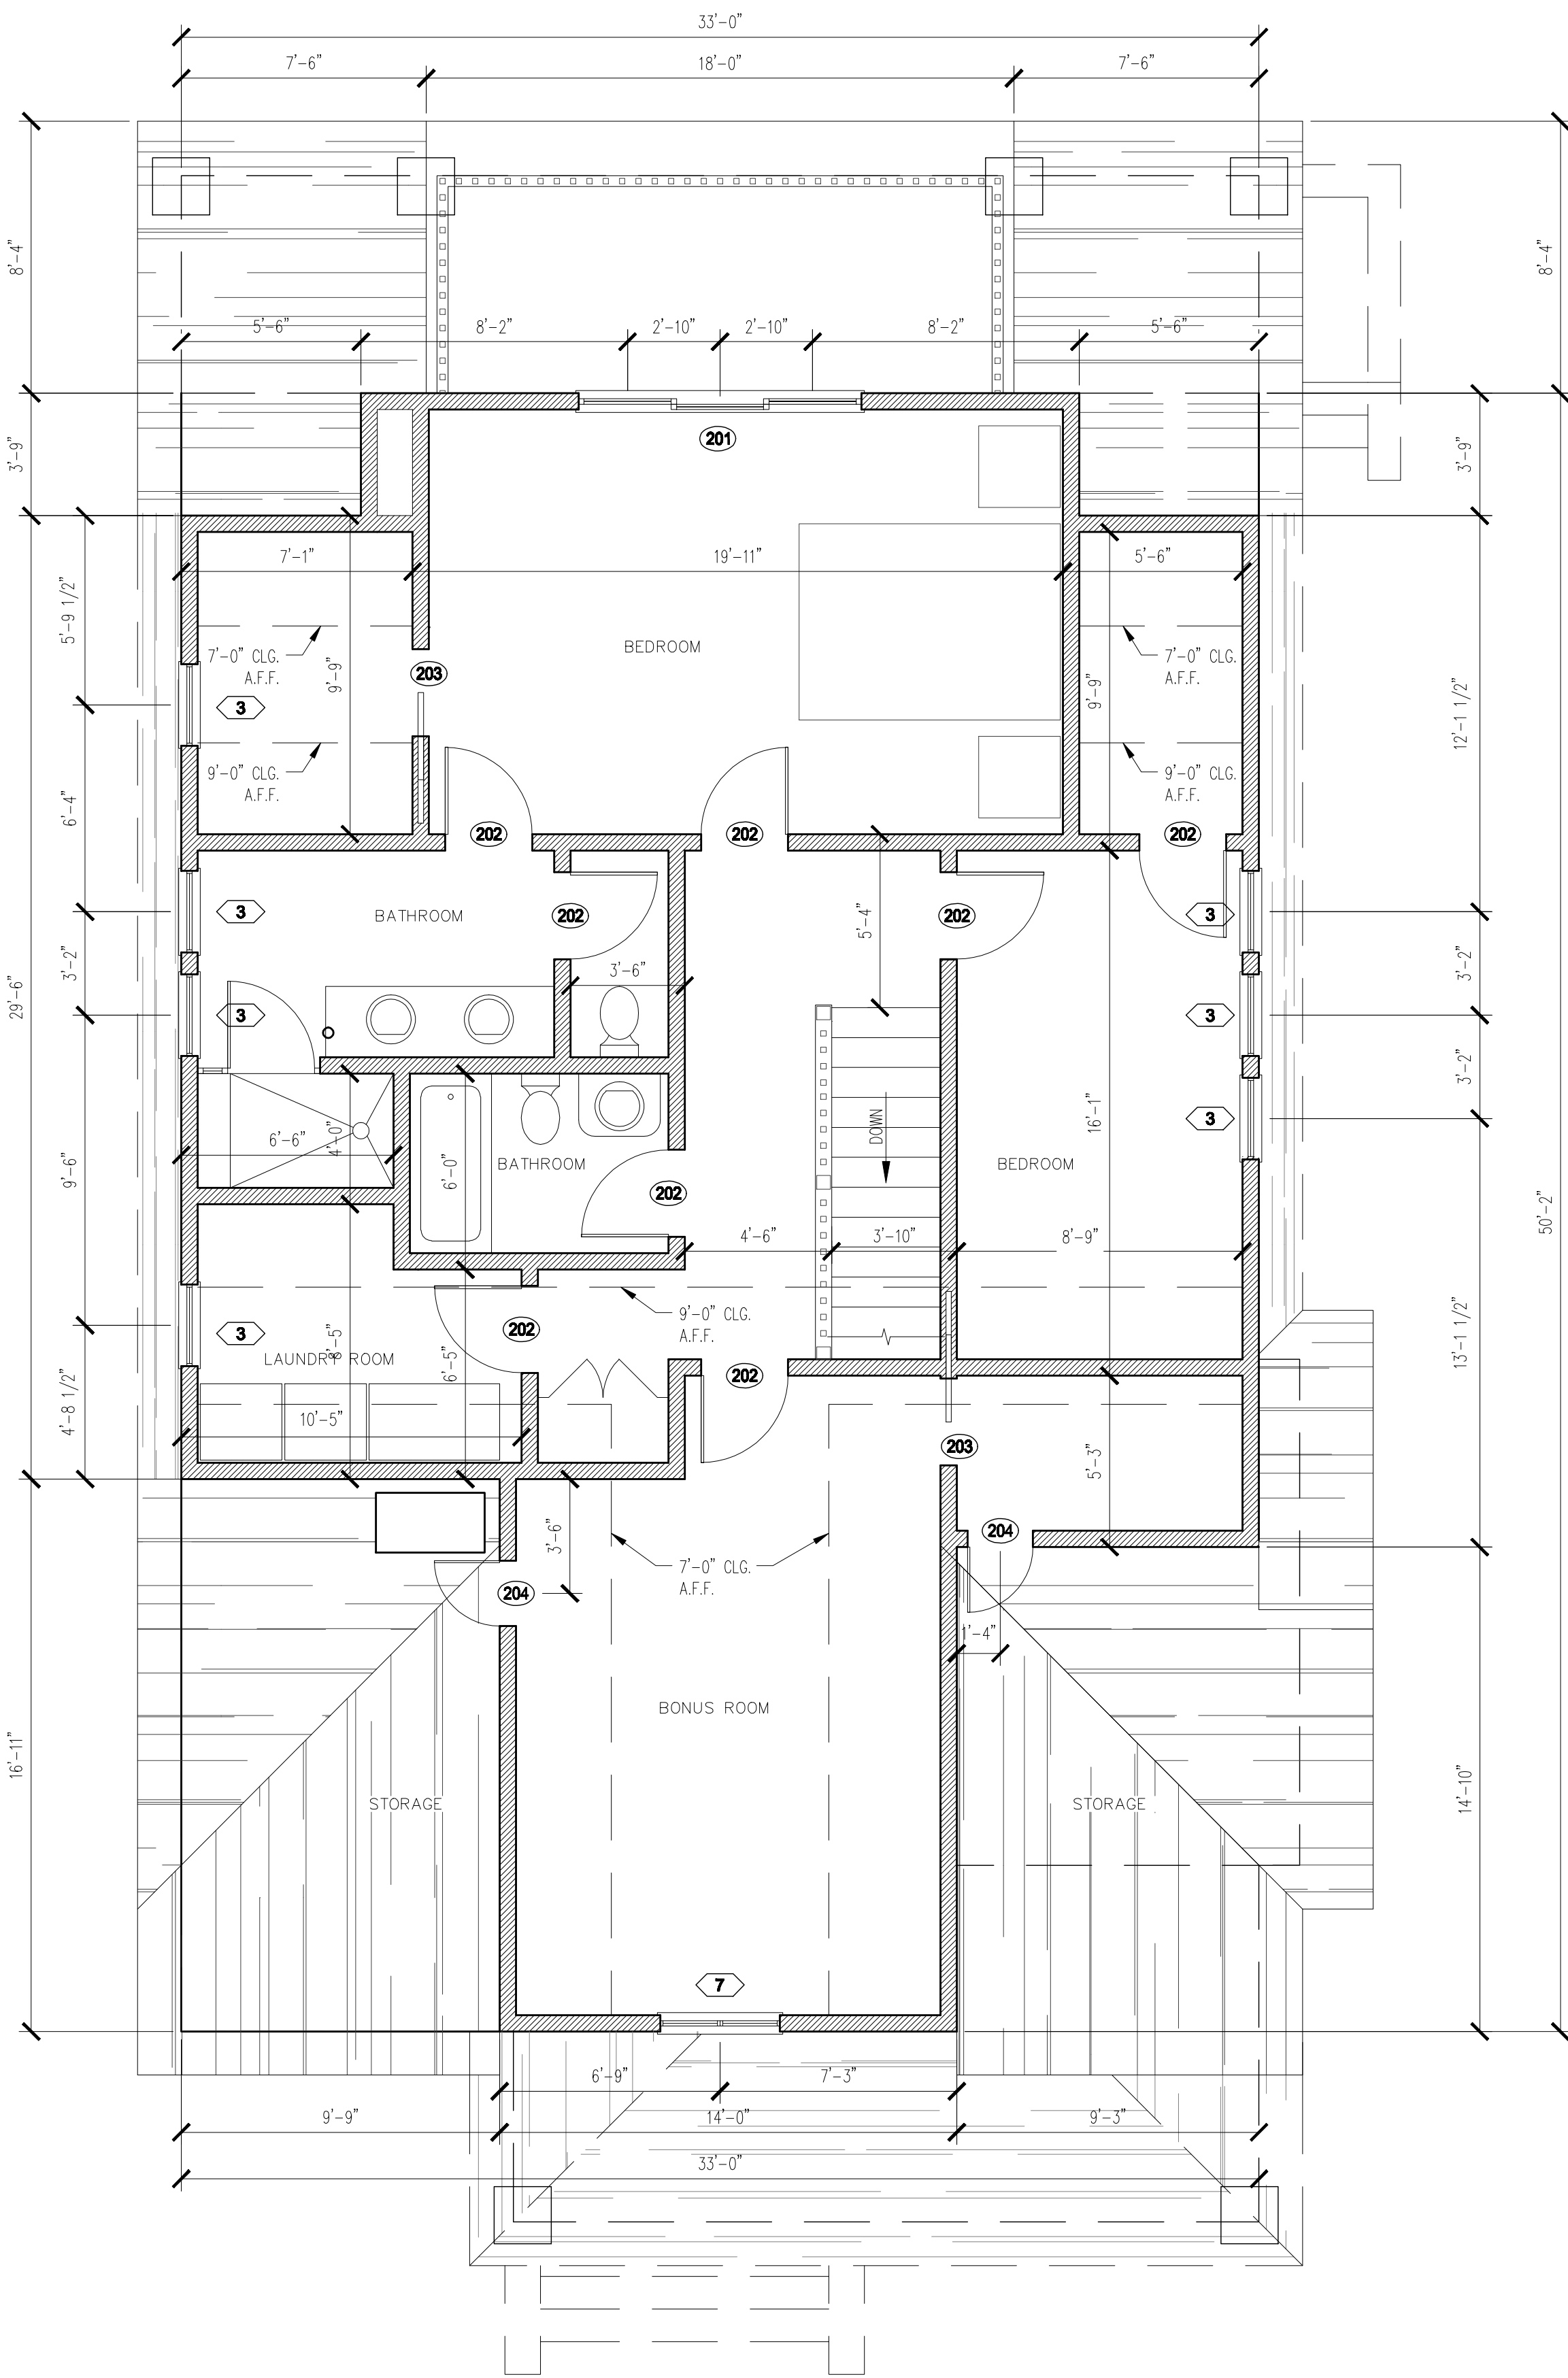 33'-0"
7'-6" 18'-0" 7'-6"
8'-4" 8'-4"
5'-6" 8'-2" 2'-10" 2'-10" 8'-2" 5'-6"
3'-9" 201 3'-9"
7'-1" 19'-11" 5'-6"
5'-9 1/2"
BEDROOM
7'-0" CLG.
A.F.F.
7'-0" CLG.
A.F.F.
203
9'-9" 9'-9"
3
12'-1 1/2"
9'-0" CLG.
A.F.F.
9'-0" CLG.
A.F.F.
6'-4"
202 202 202
3 BATHROOM 202 5'-4" 202 3
3'-2" 3'-6" 3'-2"
29'-6"
3 3
3'-2"
DOWN 16'-1" 3
6'-6" 4'-0"
9'-6" 6'-0" BATHROOM BEDROOM
202
50'-2"
4'-6" 3'-10" 8'-9"
9'-0" CLG.
A.F.F.
3 202
LAUNDRY ROOM 8'-5" 6'-5" 13'-1 1/2"
202
4'-8 1/2" 10'-5"
203
5'-3"
3'-6" 204
7'-0" CLG.
A.F.F.
204
1'-4"
BONUS ROOM
16'-11" 14'-10"
STORAGE STORAGE
7
6'-9" 7'-3"
9'-9" 14'-0" 9'-3"
33'-0"